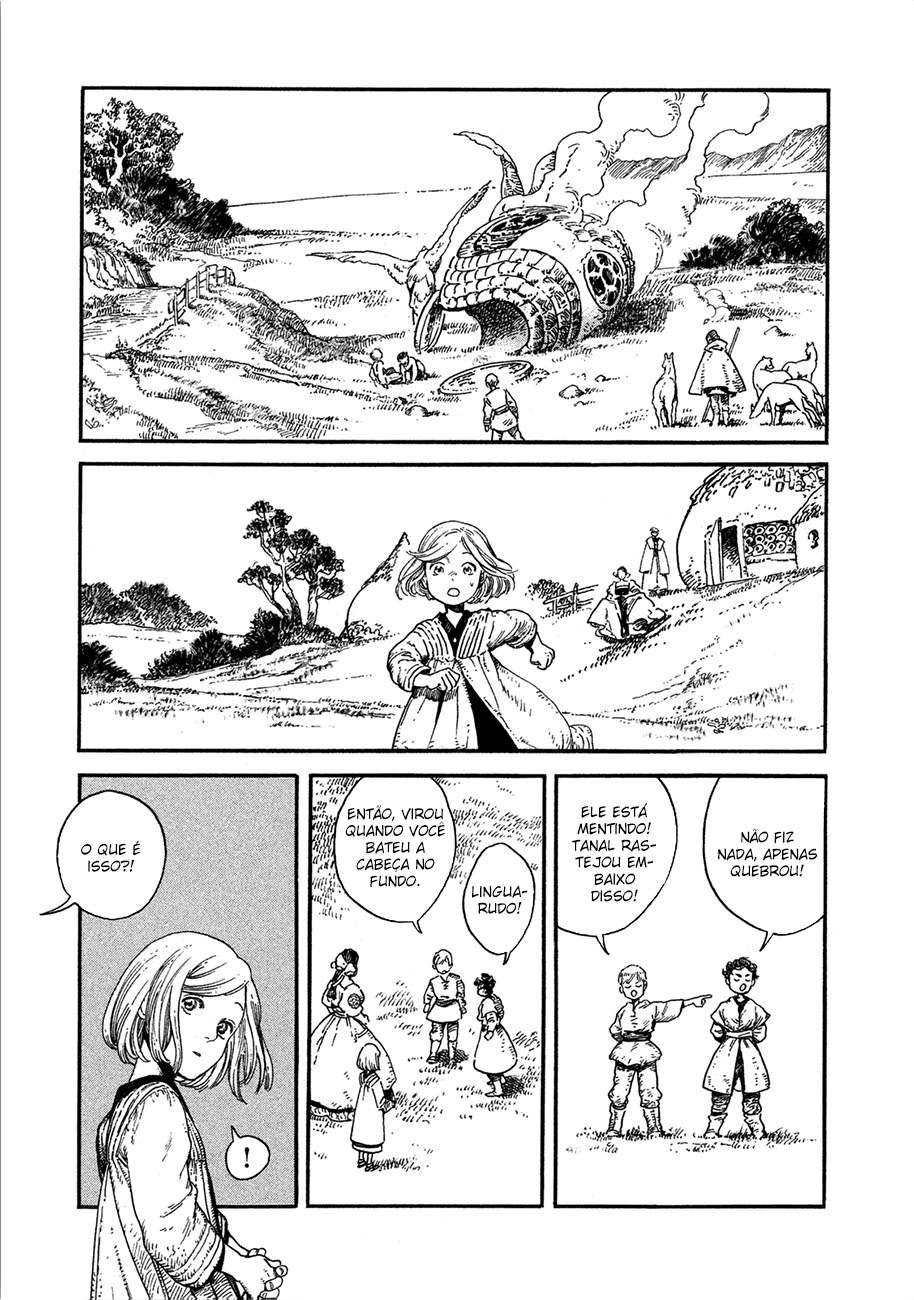 NÃO FIZ
NADA, APENAS
QUEBROU!
ELE ESTÁ
MENTINDO!
TANAL RAS-
TEJOU EM-
BAIXO
DISSO!
ENTÃO, VIROU
QUANDO VOCÊ
BATEU A
CABEÇA NO
FUNDO.
LINGUA-
RUDO!
O QUE É
ISSO?!
!